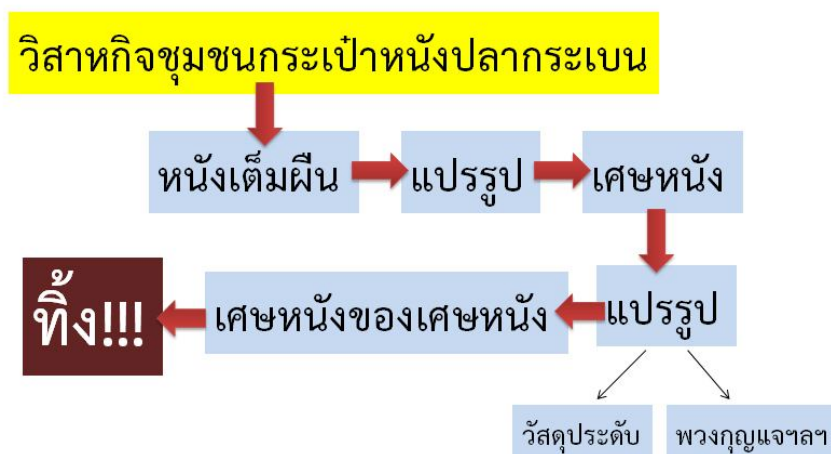 วิสาหกิจชุมชนกระเป๋าหนังปลากระเบน
หนังเต็มผืน
แปรรูป
เศษหนัง
แปรรูป
เศษหนังของเศษหนัง
ทิ้ง!!!
วัสดุประดับ
พวงกุญแจฯลฯ